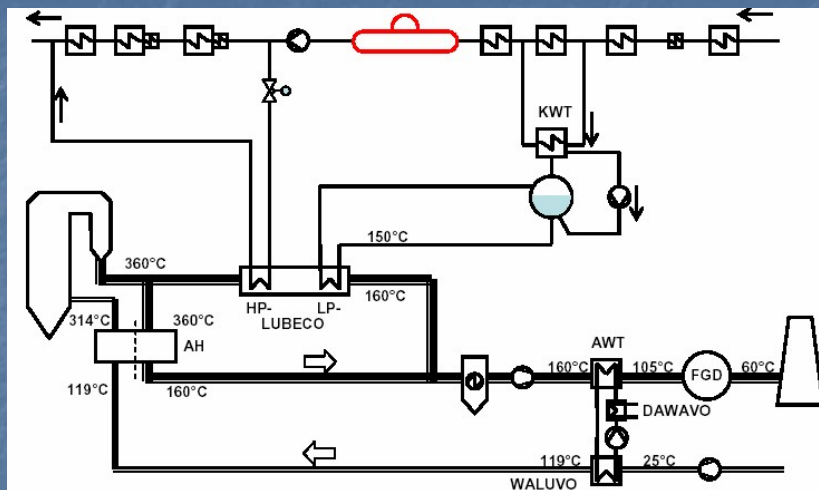 KWT
150°C
360°C
160°C
HP-
LP-
LUBECO
314°C
360°C
AH
119°C
160°C
e
160°C
AWT
105°C
FGD
60°C
DAWAVO
119°C
25°C
WALUVO